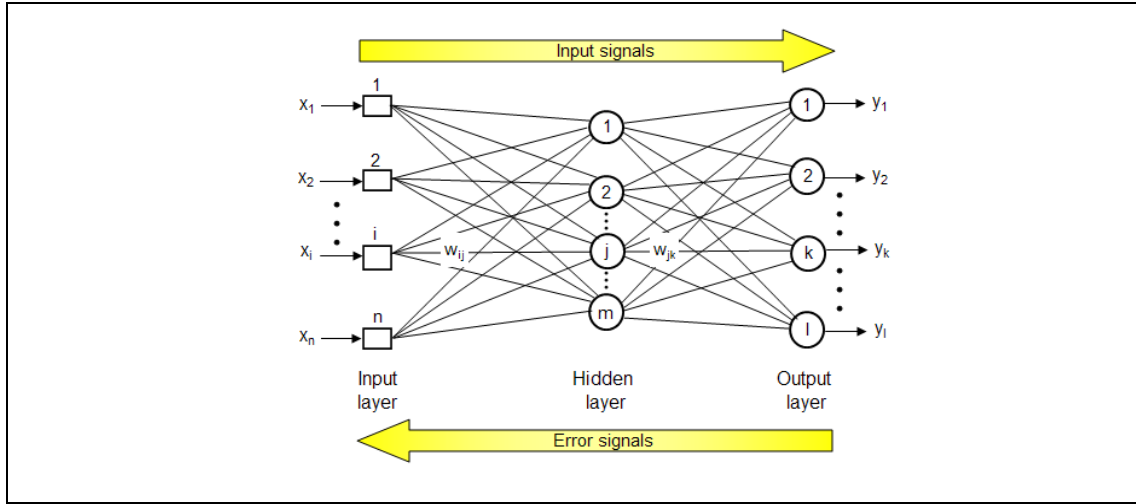 Input signals
x1 1 1 y1
1
x2 2 2 2 y2
xi i wij j wjk k yk
m
xn n l yl
Input layer
Hidden layer
Output layer
Error signals